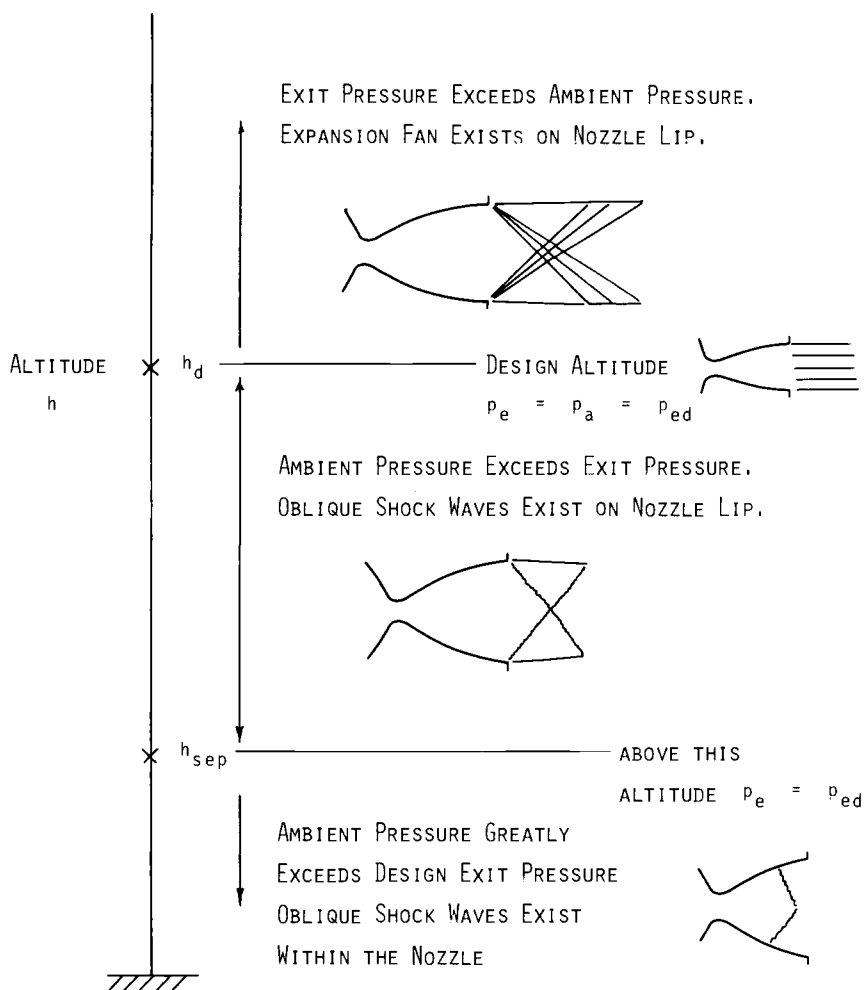 EXIT PRESSURE EXCEEDS AMBIENT PRESSURE.
EXPANSION FAN EXISTS ON NOZZLE LIP.
ALTITUDE
h
h_d
DESIGN ALTITUDE
p_e = p_a = p_ed
AMBIENT PRESSURE EXCEEDS EXIT PRESSURE.
OBLIQUE SHOCK WAVES EXIST ON NOZZLE LIP.
h_sep
ABOVE THIS
ALTITUDE p_e = p_ed
AMBIENT PRESSURE GREATLY
EXCEEDS DESIGN EXIT PRESSURE
OBLIQUE SHOCK WAVES EXIST
WITHIN THE NOZZLE